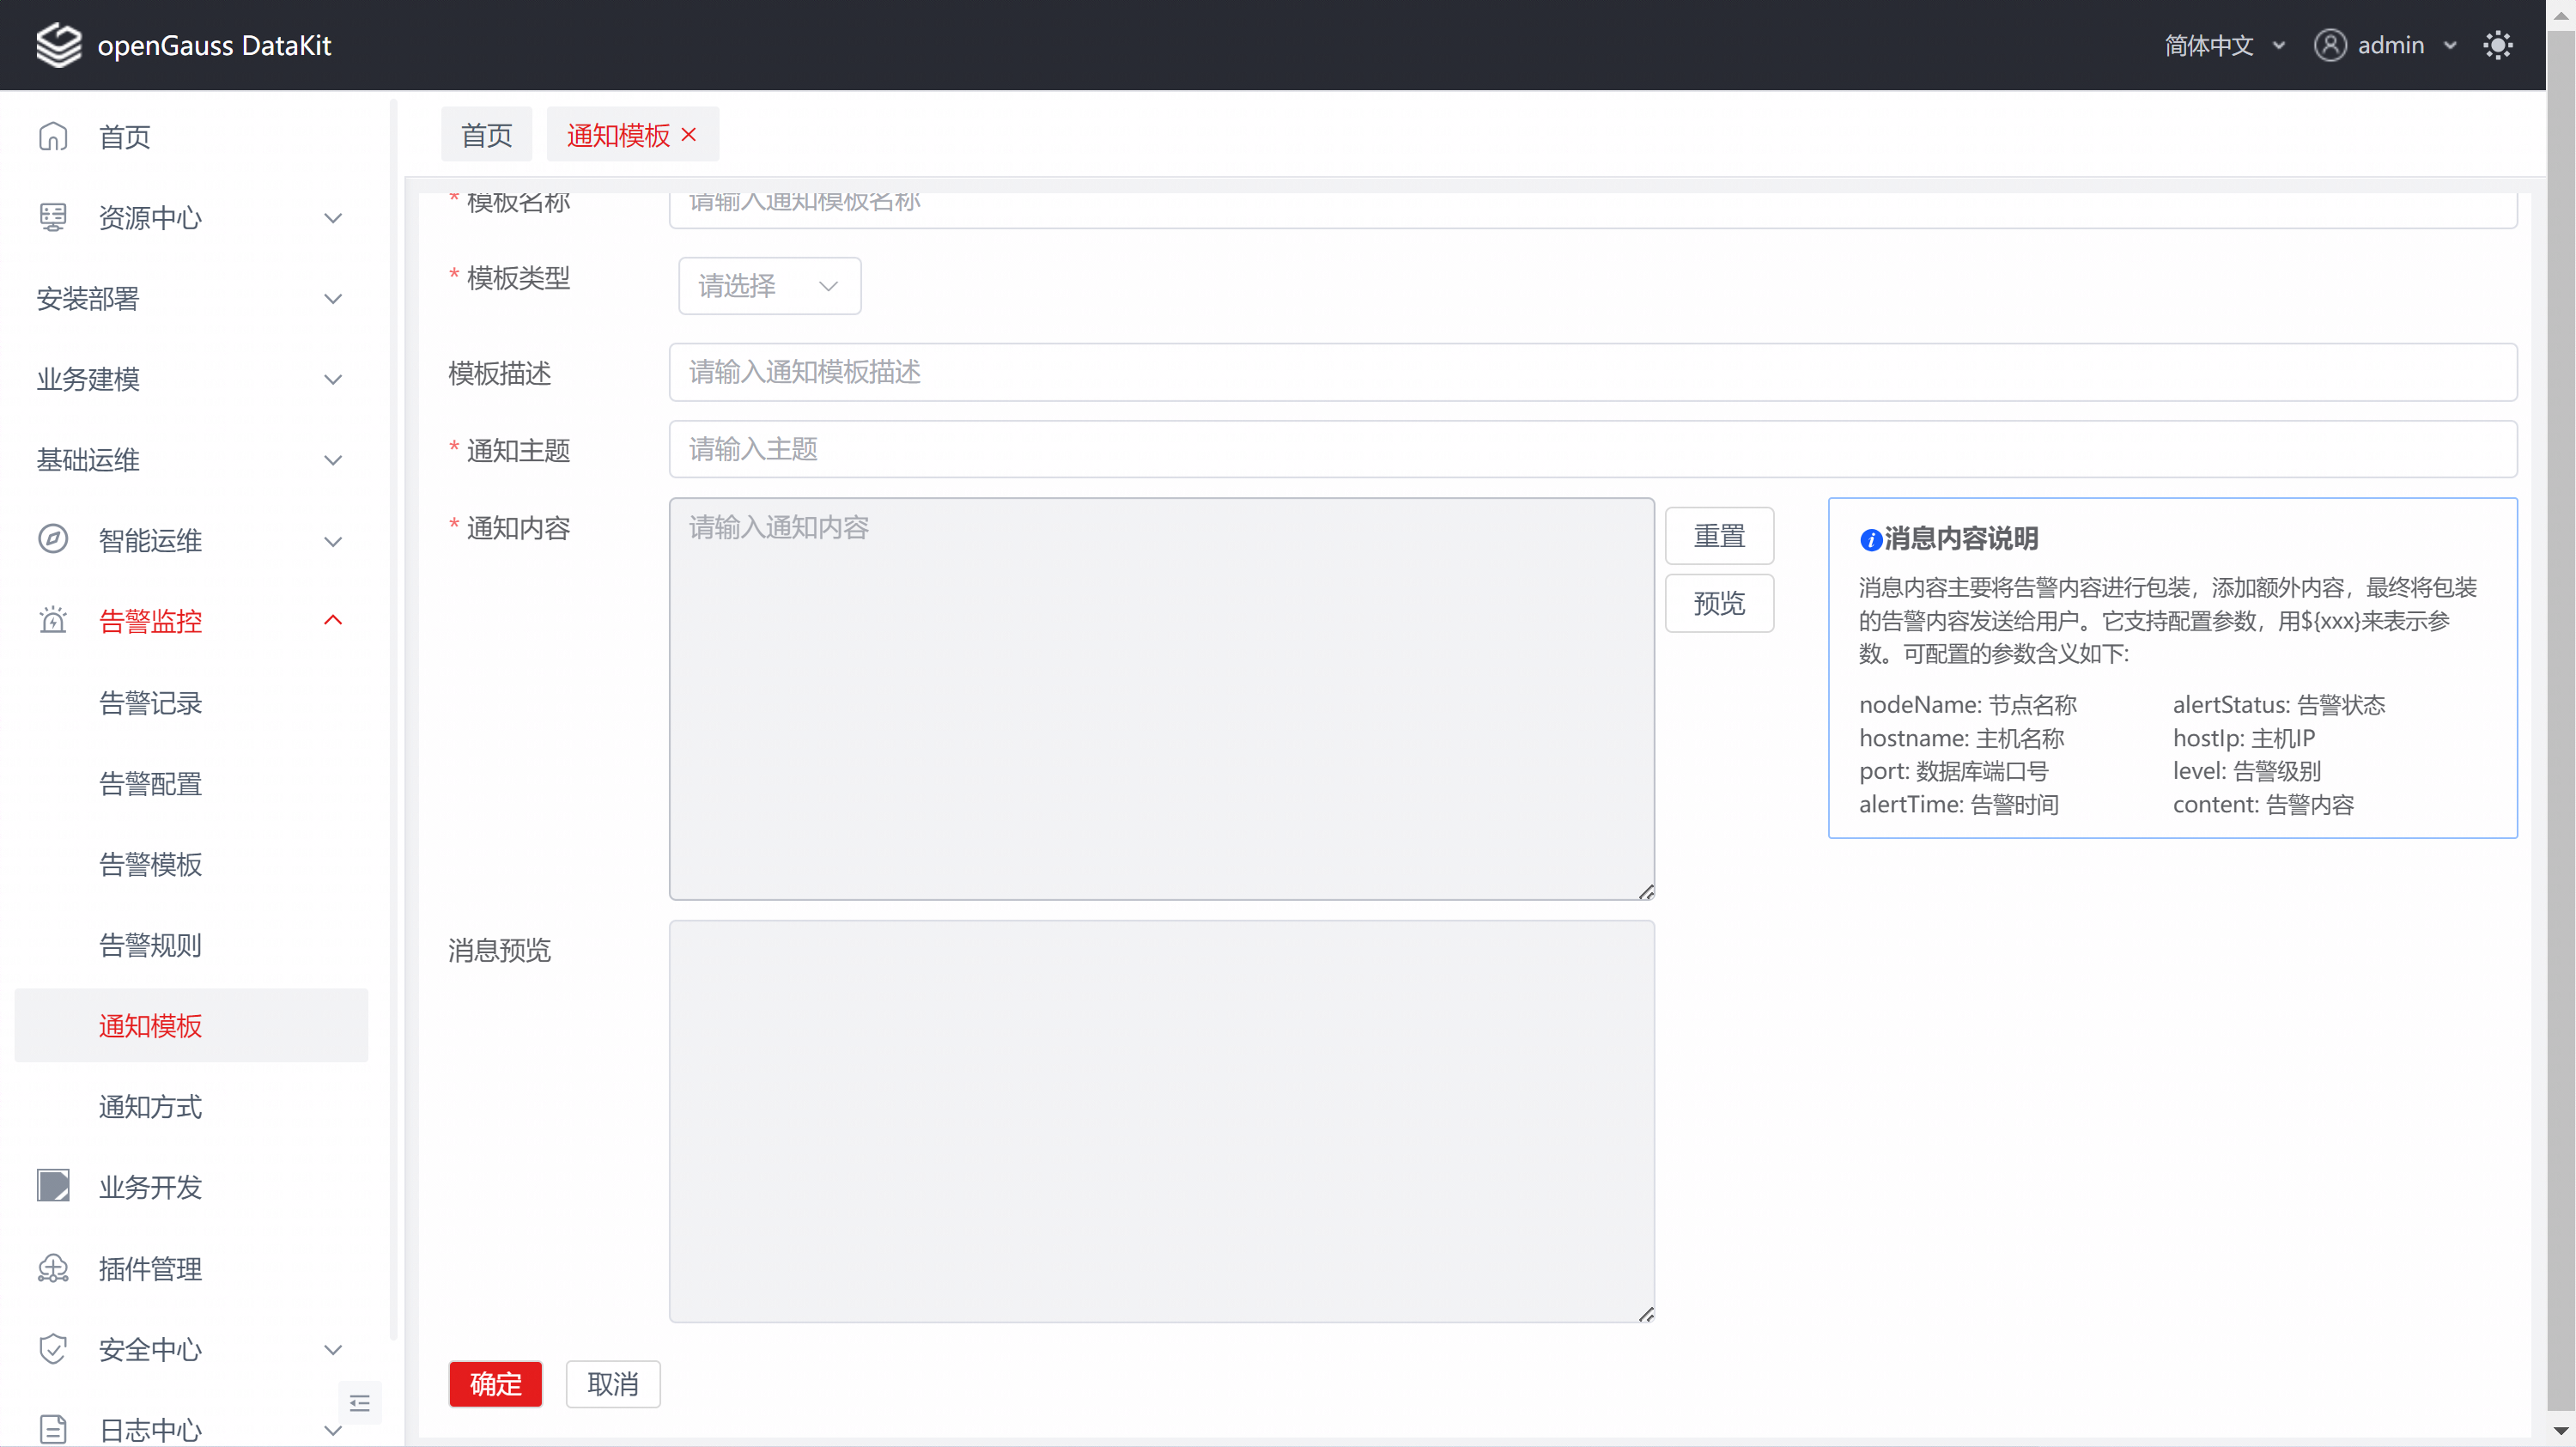 openGauss DataKit
简体中文
admin
首页
资源中心
安装部署
业务建模
基础运维
智能运维
告警监控
告警记录
告警配置
告警模板
告警规则
通知模板
通知方式
业务开发
插件管理
安全中心
日志中心
首页
通知模板
* 模板名称
请输入通知模板名称
* 模板类型
请选择
模板描述
请输入通知模板描述
* 通知主题
请输入主题
* 通知内容
请输入通知内容
重置
预览
消息内容说明
消息内容主要将告警内容进行包装，添加额外内容，最终将包装
的告警内容发送给用户。它支持配置参数，用${xxx}来表示参
数。可配置的参数含义如下:
nodeName: 节点名称
alertStatus: 告警状态
hostname: 主机名称
hostIp: 主机IP
port: 数据库端口号
level: 告警级别
alertTime: 告警时间
content: 告警内容
消息预览
确定
取消